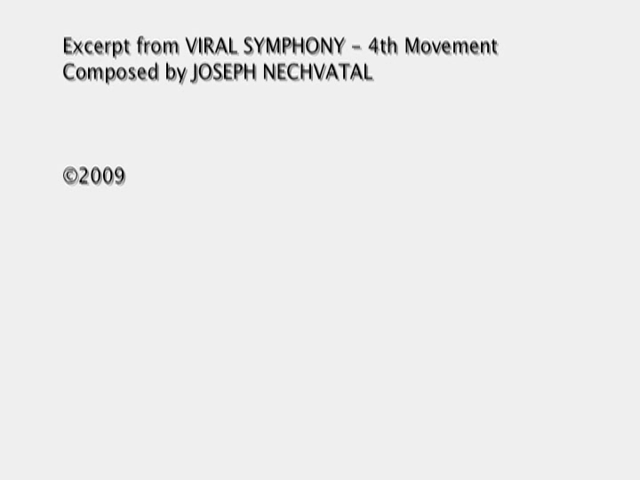 Excerpt from VIRAL SYMPHONY – 4th Movement
Composed by JOSEPH NECHVATAL
©2009